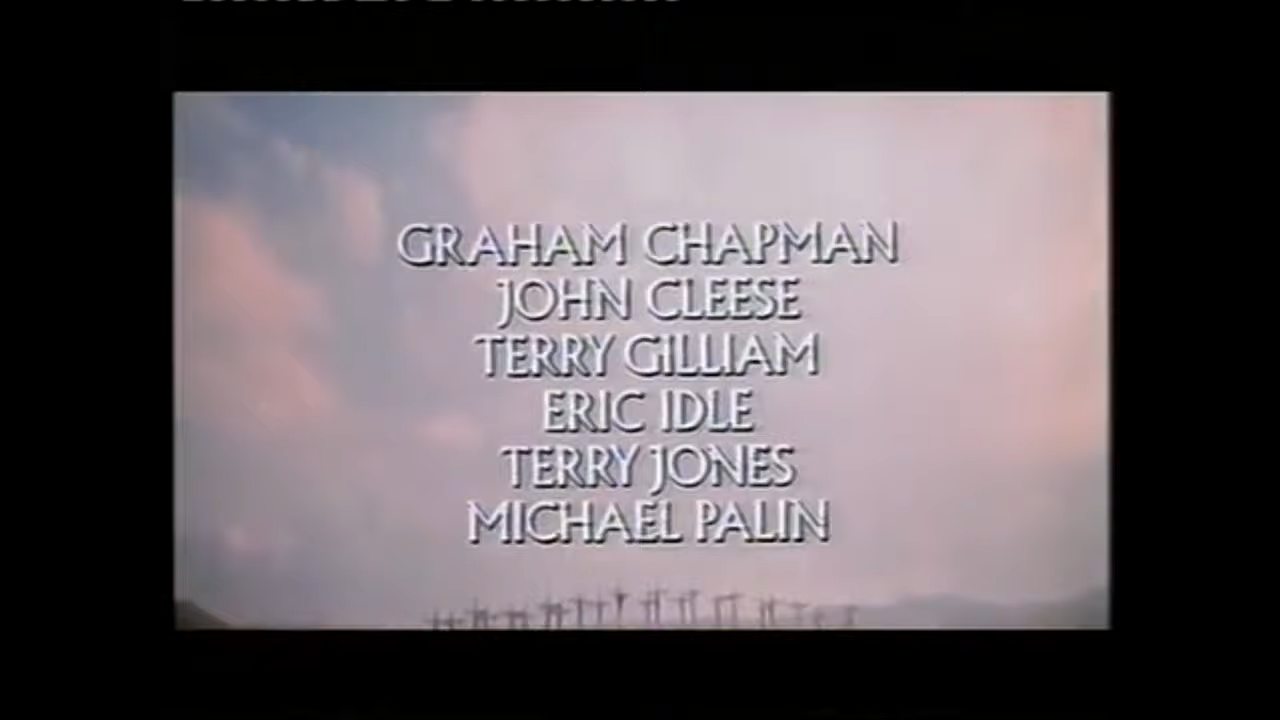 GRAHAM CHAPMAN
JOHN CLEESE
TERRY GILLIAM
ERIC IDLE
TERRY JONES
MICHAEL PALIN